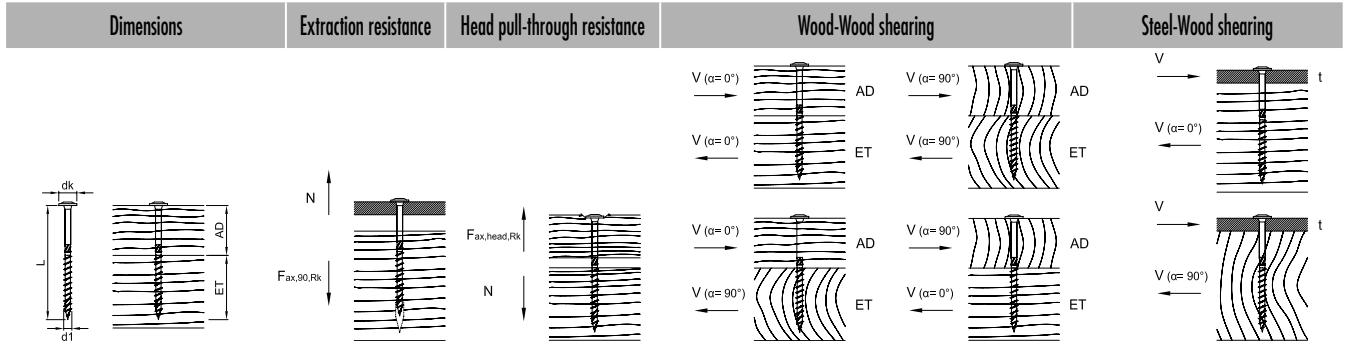 Dimensions
Extraction resistance
Head pull-through resistance
Wood-Wood shearing
Steel-Wood shearing
dk
L
d1
AD
ET
N
Fax,90,Rk
Fax,head,Rk
N
V (α= 0°)
AD
V (α= 0°)
ET
V (α= 90°)
AD
V (α= 90°)
ET
V (α= 0°)
AD
V (α= 90°)
ET
V (α= 90°)
AD
V (α= 0°)
ET
V
t
V (α= 0°)
V
t
V (α= 90°)